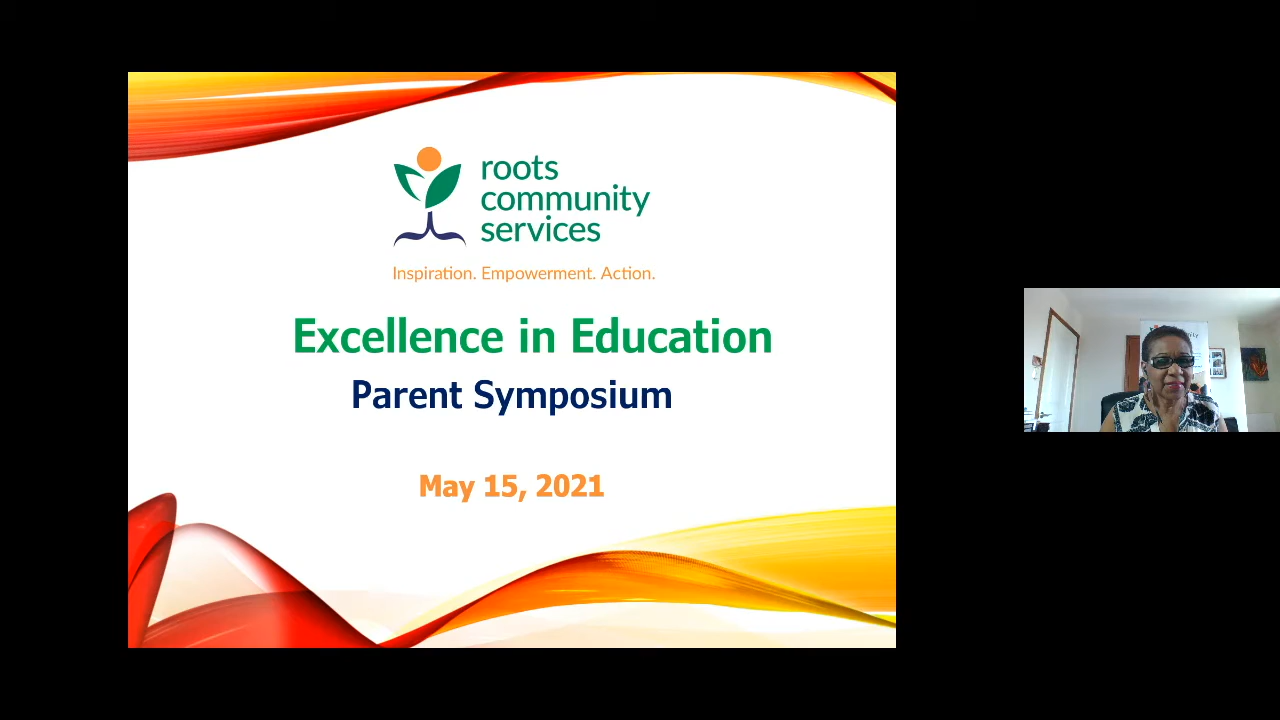 roots
community
services
Inspiration. Empowerment. Action.
Excellence in Education
Parent Symposium
May 15, 2021